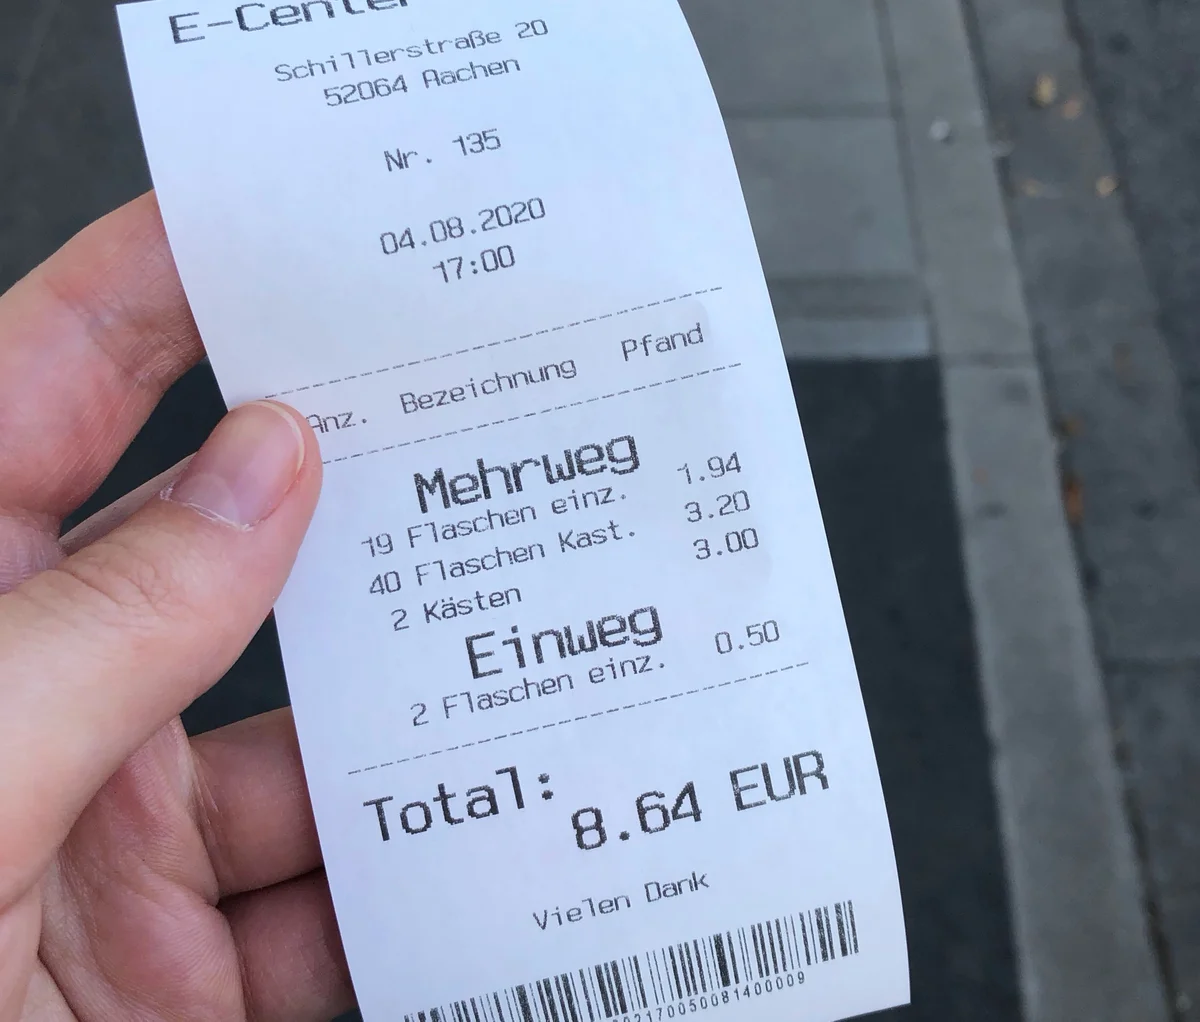 E-Center
Schillerstraße 20
52064 Aachen
Nr. 135
04.08.2020
17:00
Anz. Bezeichnung Pfand
Mehrweg
19 Flaschen einz. 1.94
40 Flaschen Kast. 3.20
2 Kästen 3.00
Einweg
2 Flaschen einz. 0.50
Total: 8.64 EUR
Vielen Dank